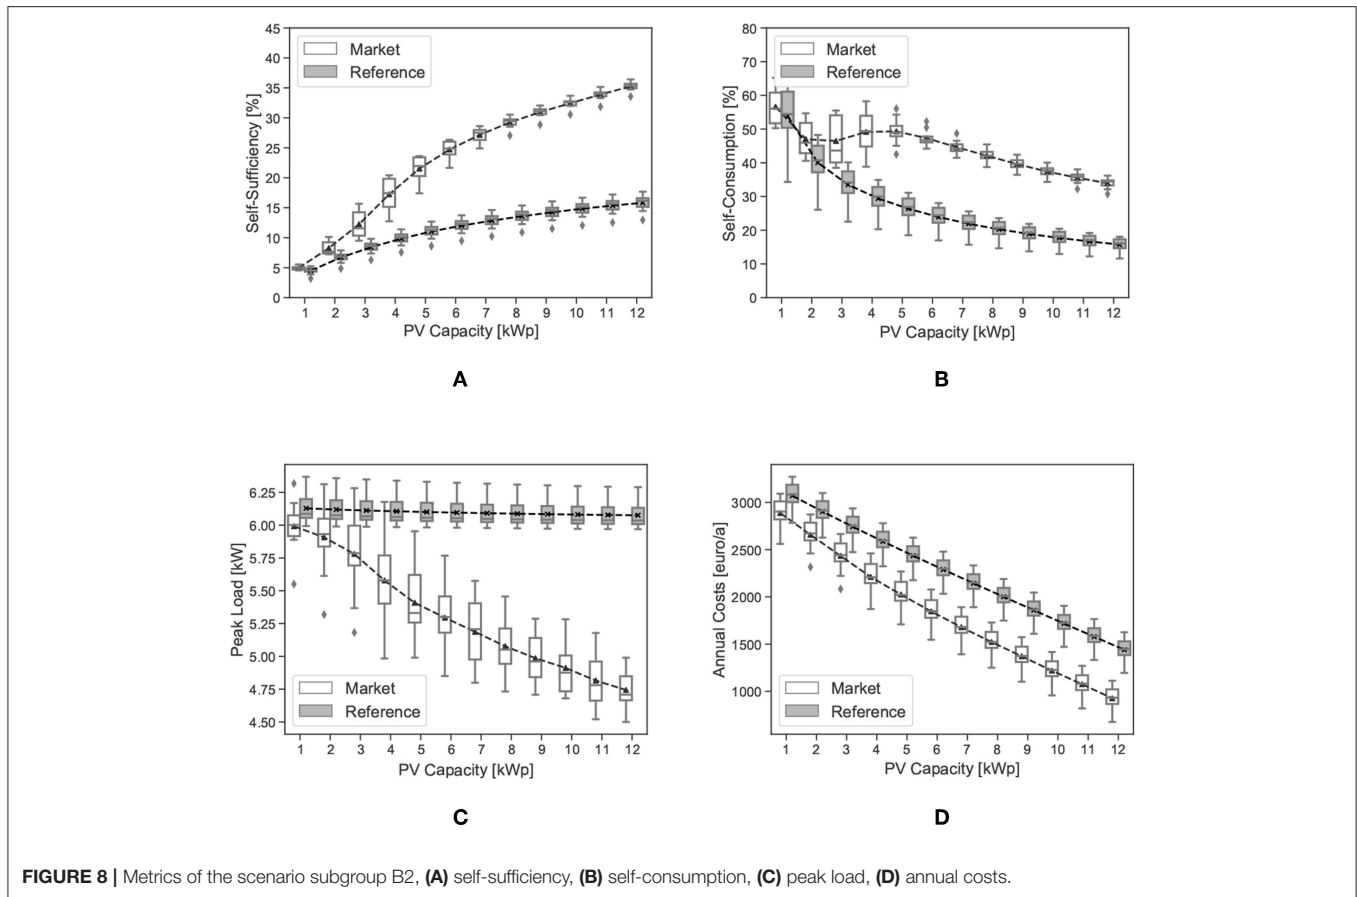 45
40
35
30
25
20
15
10
5
0
Self-Sufficiency [%]
Market
Reference
1 2 3 4 5 6 7 8 9 10 11 12
PV Capacity [kWp]
A
80
70
60
50
40
30
20
10
0
Self-Consumption [%]
Market
Reference
1 2 3 4 5 6 7 8 9 10 11 12
PV Capacity [kWp]
B
6.25
6.00
5.75
5.50
5.25
5.00
4.75
4.50
Peak Load [kW]
Market
Reference
1 2 3 4 5 6 7 8 9 10 11 12
PV Capacity [kWp]
C
3000
2500
2000
1500
1000
Annual Costs [euro/a]
Market
Reference
1 2 3 4 5 6 7 8 9 10 11 12
PV Capacity [kWp]
D
FIGURE 8 | Metrics of the scenario subgroup B2, (A) self-sufficiency, (B) self-consumption, (C) peak load, (D) annual costs.